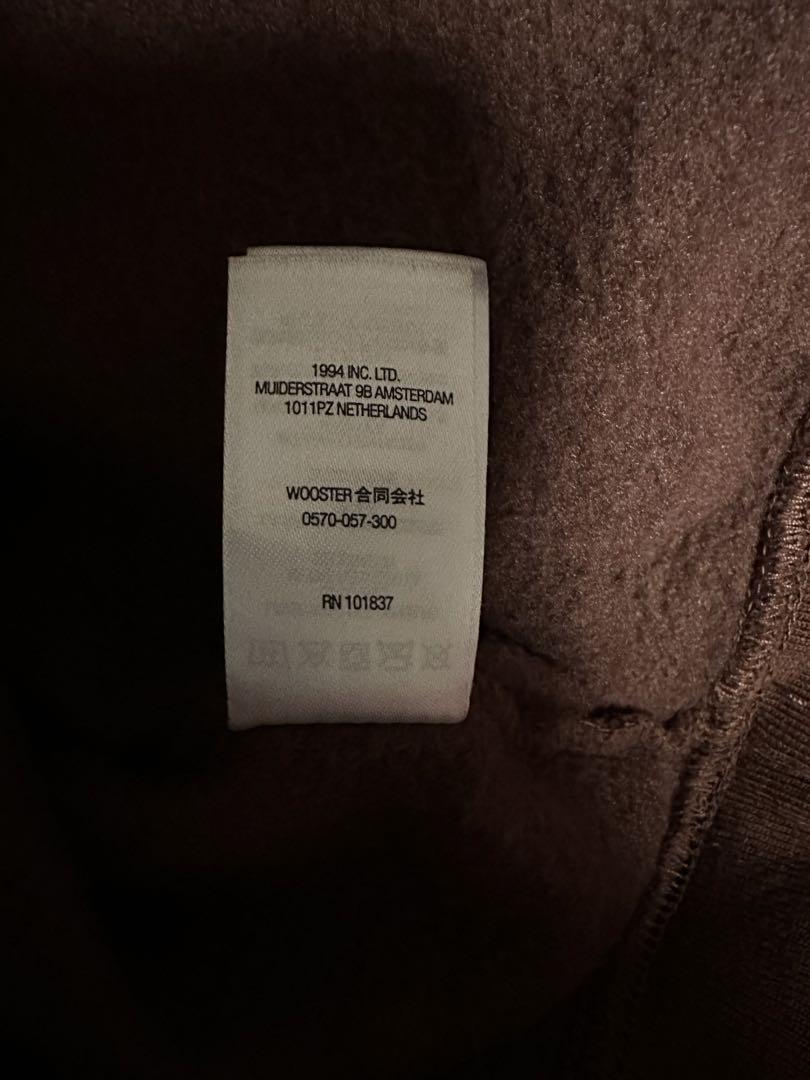 1994 INC. LTD.
MUIDERSTRAAT 9B AMSTERDAM
1011PZ NETHERLANDS
WOOSTER 合同会社
0570-057-300
RN 101837